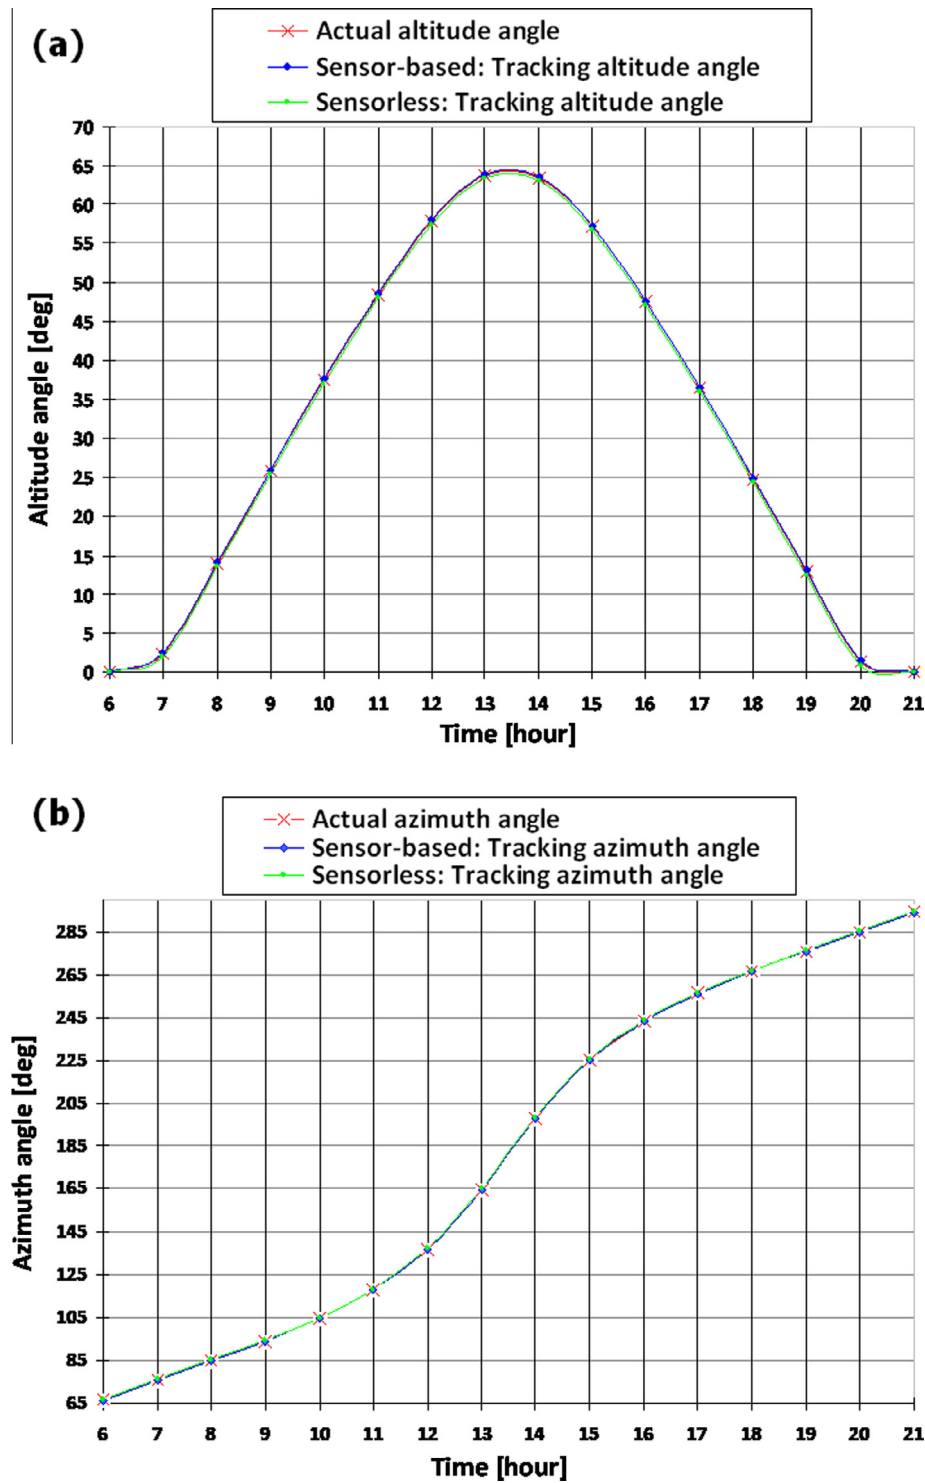 (a)
Actual altitude angle
Sensor-based: Tracking altitude angle
Sensorless: Tracking altitude angle
70
65
60
55
50
45
40
35
30
25
20
15
10
5
0
Altitude angle [deg]
6 7 8 9 10 11 12 13 14 15 16 17 18 19 20 21
Time [hour]
(b)
Actual azimuth angle
Sensor-based: Tracking azimuth angle
Sensorless: Tracking azimuth angle
285
265
245
225
205
185
165
145
125
105
85
65
Azimuth angle [deg]
6 7 8 9 10 11 12 13 14 15 16 17 18 19 20 21
Time [hour]